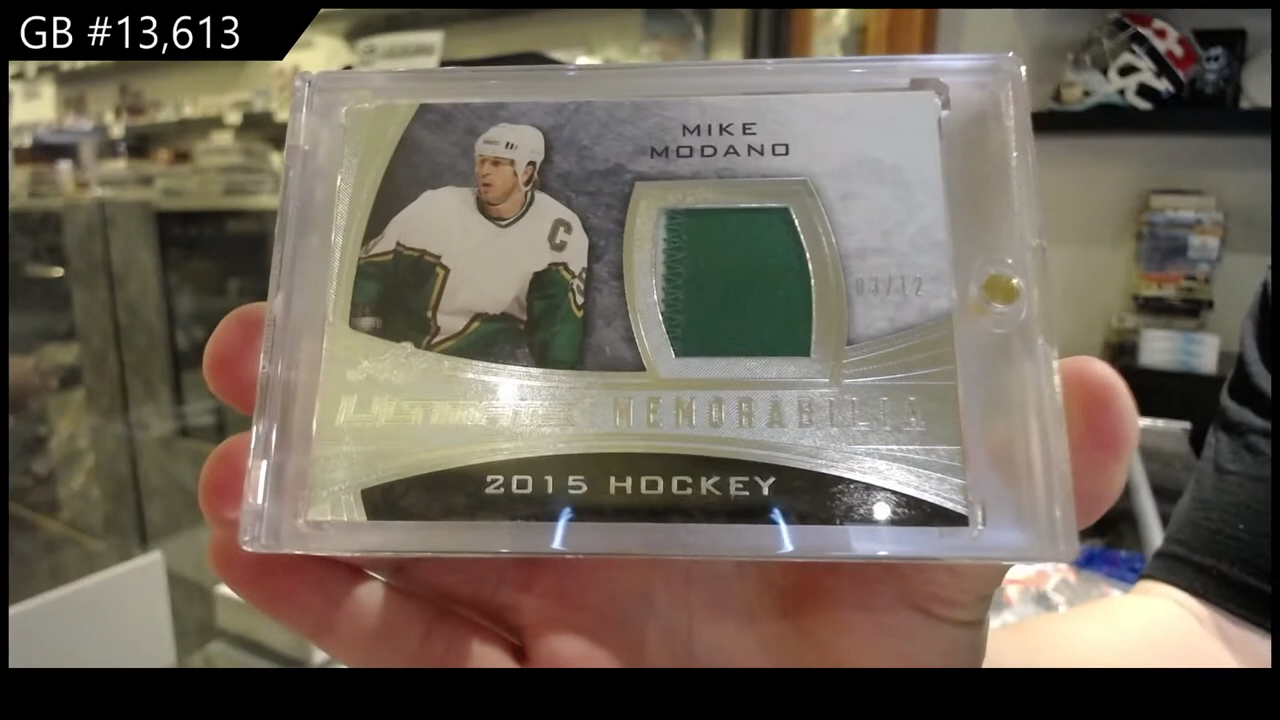 GB #13,613
MIKE
MODANO
C
03/12
ULTIMATE MEMORABILIA
2015 HOCKEY